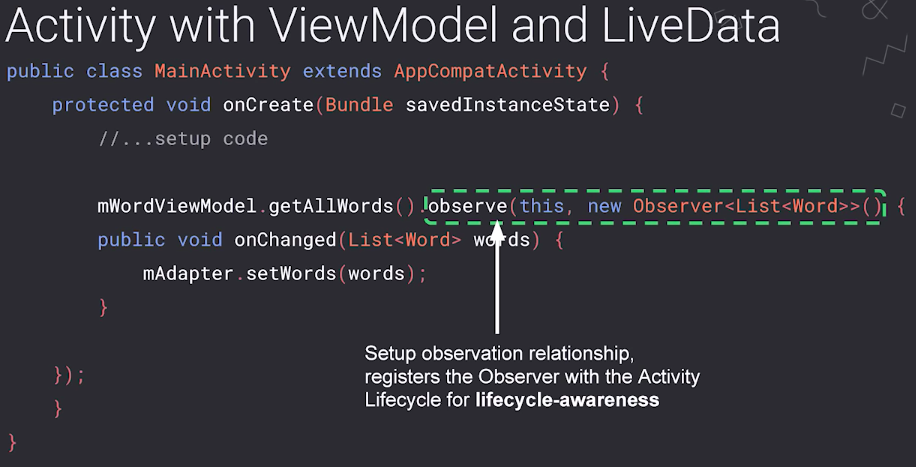 Activity with ViewModel and LiveData
public class MainActivity extends AppCompatActivity {
protected void onCreate(Bundle savedInstanceState) {
//...setup code
mWordViewModel.getAllWords().observe(this, new Observer<List<Word>>() {
public void onChanged(List<Word> words) {
mAdapter.setWords(words);
}
});
}
}
Setup observation relationship,
registers the Observer with the Activity
Lifecycle for lifecycle-awareness